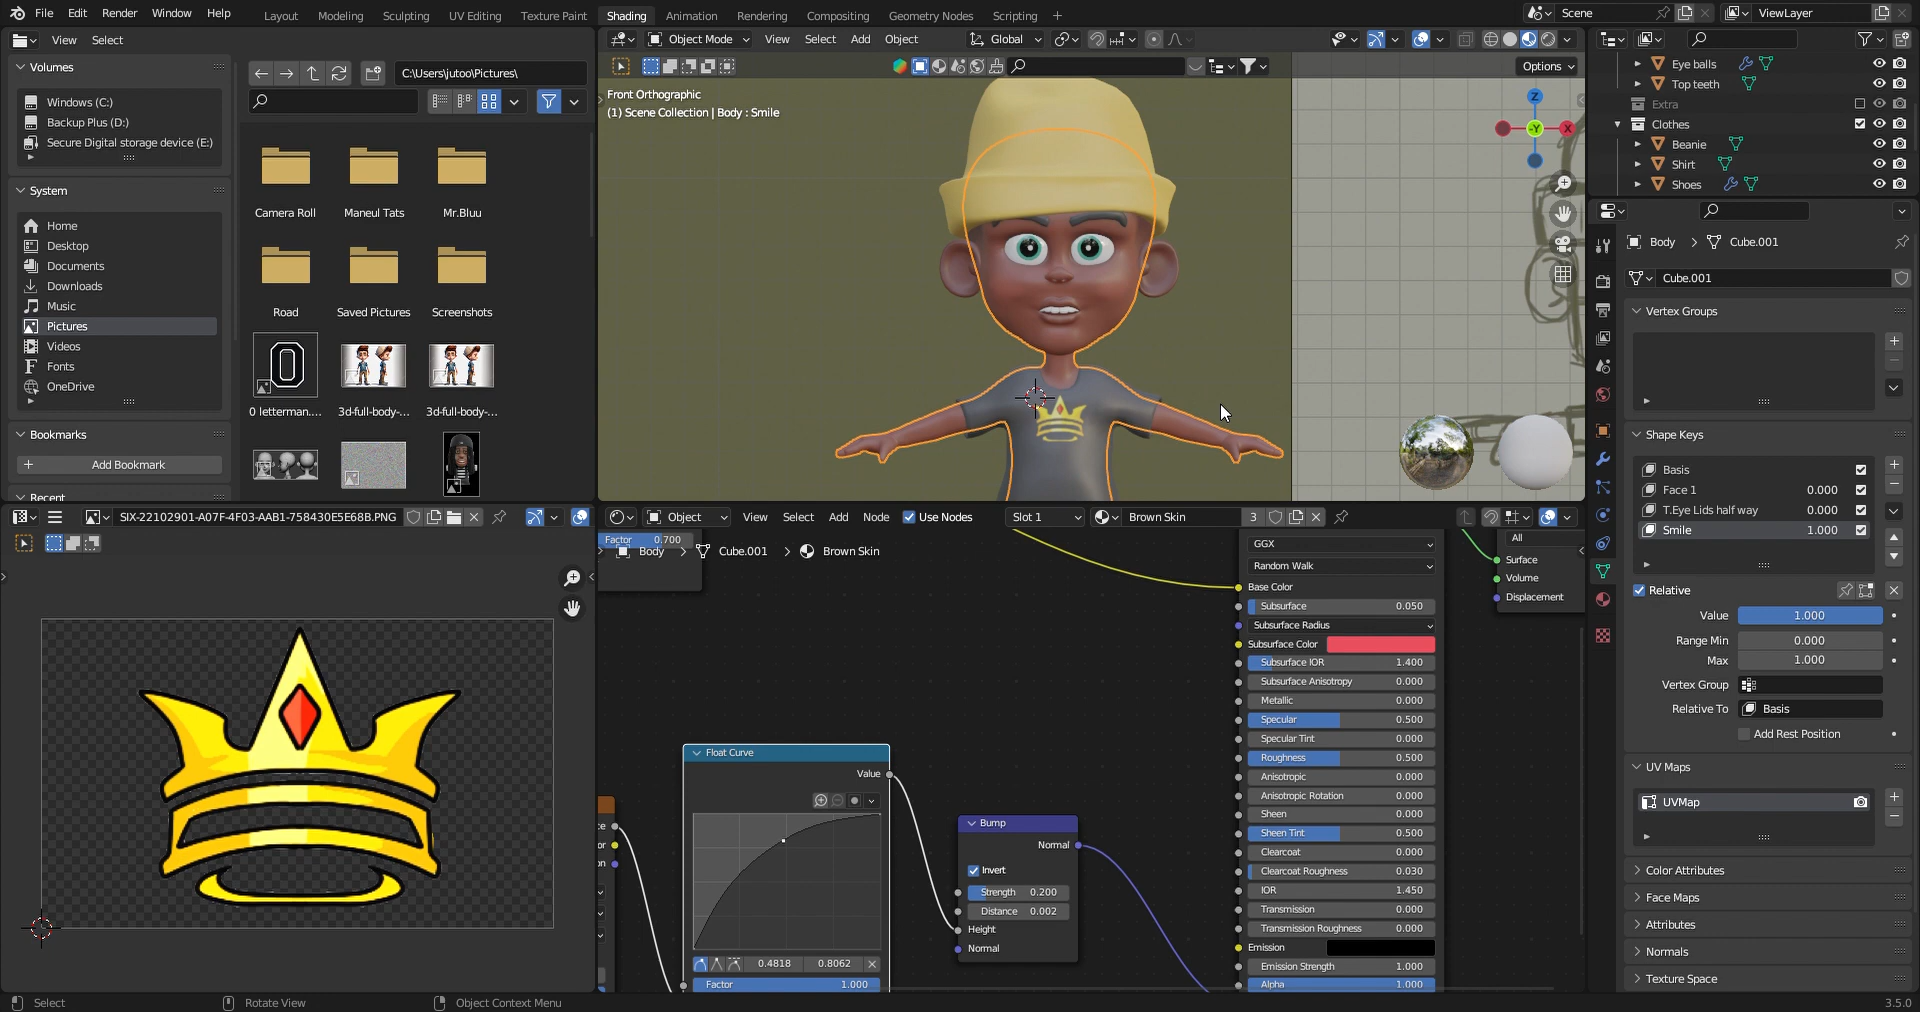 File Edit Render Window Help Layout Modeling Sculpting UV Editing Texture Paint Shading Animation Rendering Compositing Geometry Nodes Scripting + Scene ViewLayer
View Select
Volumes
Windows (C:)
Backup Plus (D:)
Secure Digital storage device (E:)
System
Home
Desktop
Documents
Downloads
Music
Pictures
Videos
Fonts
OneDrive
Bookmarks
Add Bookmark
Recent
C:\Users\jutoo\Pictures\
Camera Roll Maneul Tats Mr.Bluu
Road Saved Pictures Screenshots
0 letterman.... 3d-full-body-... 3d-full-body-...
Object Mode View Select Add Object Global
Options
Front Orthographic
(1) Scene Collection | Body : Smile
Z
-Y
X
Eye balls
Top teeth
Extra
Clothes
Beanie
Shirt
Shoes
Body > Cube.001
Cube.001
Vertex Groups
Shape Keys
Basis
Face 1 0.000
T.Eye Lids half way 0.000
Smile 1.000
Relative
Value 1.000
Range Min 0.000
Max 1.000
Vertex Group
Relative To Basis
Add Rest Position
UV Maps
UVMap
Color Attributes
Face Maps
Attributes
Normals
Texture Space
SIX-22102901-A07F-4F03-AAB1-758430E5E68B.PNG
Object View Select Add Node Use Nodes Slot 1 Brown Skin 3
Factor 0.700
Body > Cube.001 > Brown Skin
Float Curve
Value
0.4818 0.8062
Factor 1.000
Bump
Normal
Invert
Strength 0.200
Distance 0.002
Height
Normal
GGX
Random Walk
Base Color
Subsurface 0.050
Subsurface Radius
Subsurface Color
Subsurface IOR 1.400
Subsurface Anisotropy 0.000
Metallic 0.000
Specular 0.500
Specular Tint 0.000
Roughness 0.500
Anisotropic 0.000
Anisotropic Rotation 0.000
Sheen 0.000
Sheen Tint 0.500
Clearcoat 0.000
Clearcoat Roughness 0.030
IOR 1.450
Transmission 0.000
Transmission Roughness 0.000
Emission
Emission Strength 1.000
Alpha 1.000
All
Surface
Volume
Displacement
Select Rotate View Object Context Menu 3.5.0